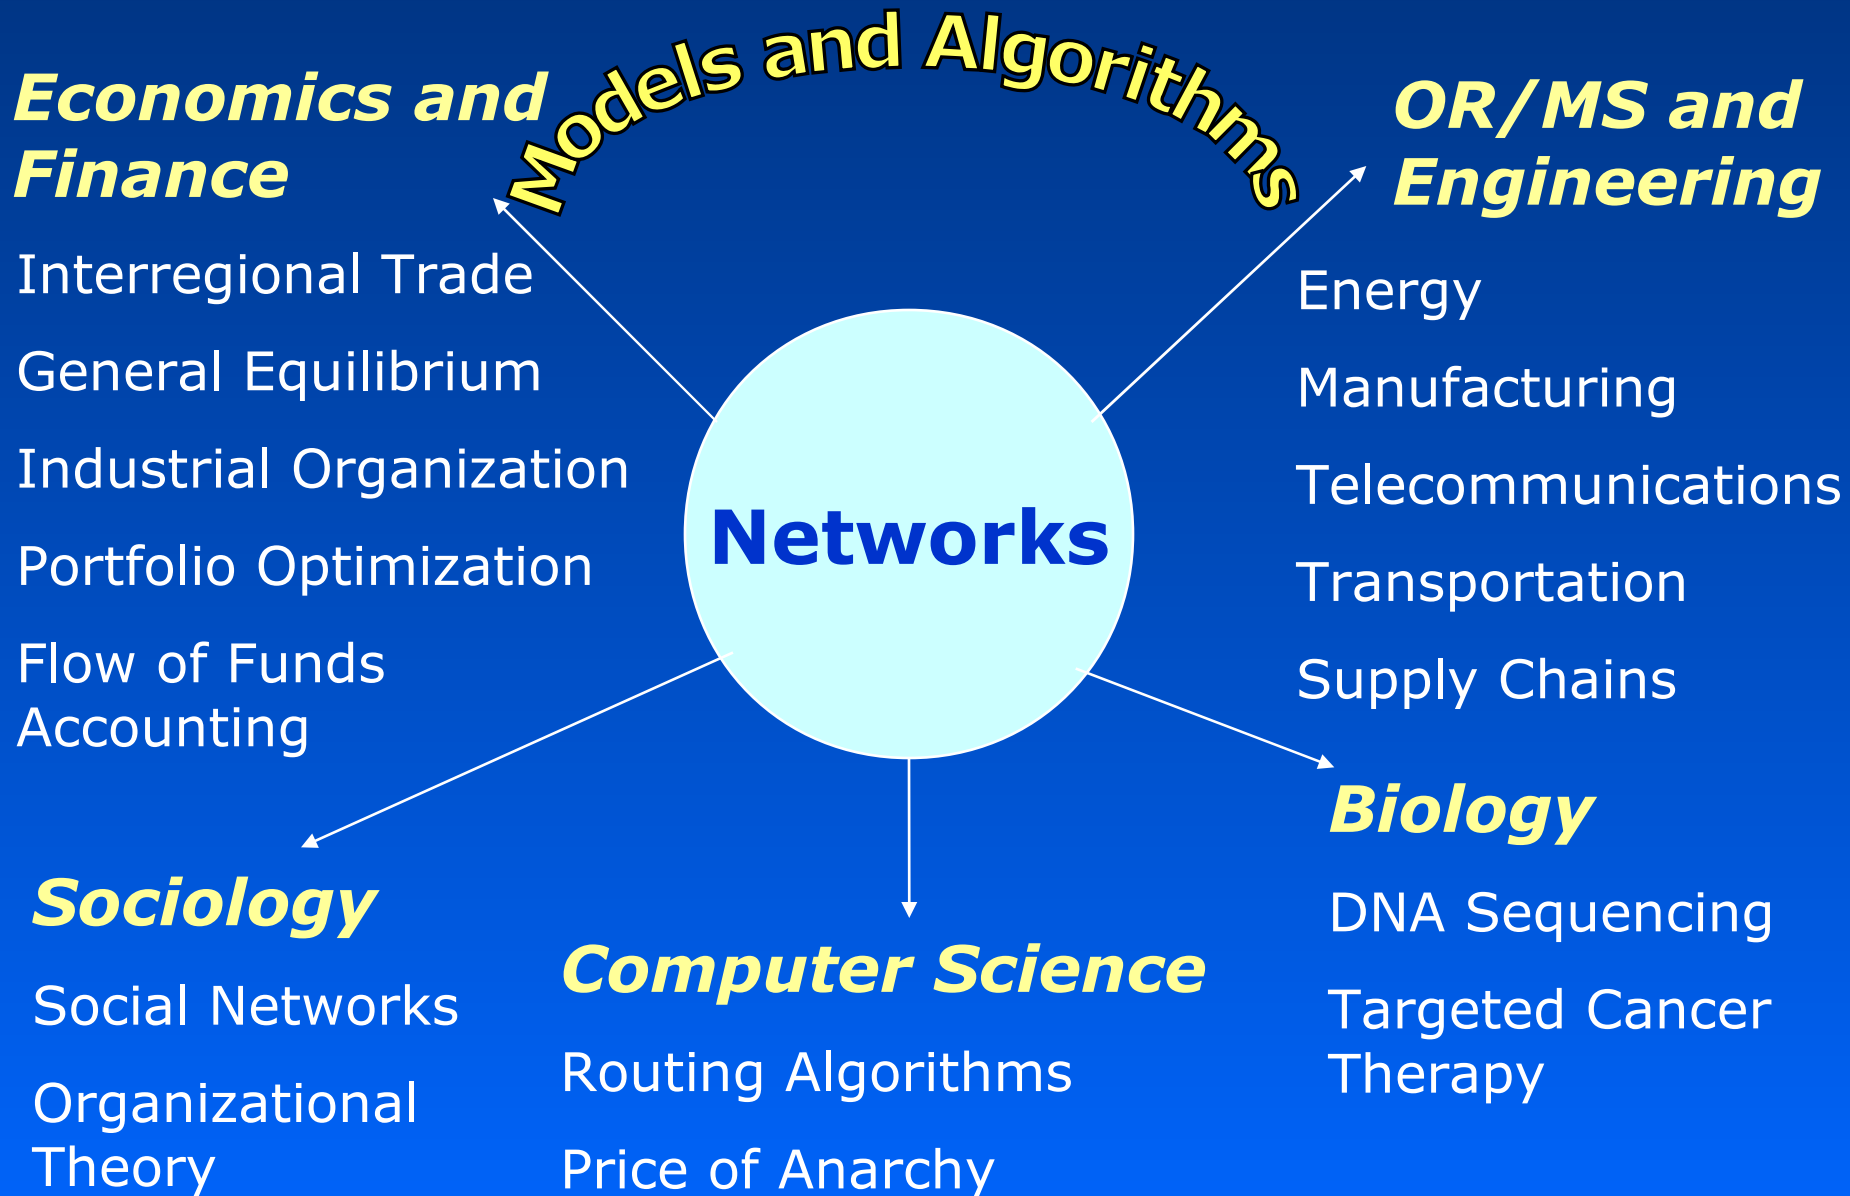 Models and Algorithms
Economics and
Finance
Interregional Trade
General Equilibrium
Industrial Organization
Portfolio Optimization
Flow of Funds
Accounting
OR/MS and
Engineering
Energy
Manufacturing
Telecommunications
Transportation
Supply Chains
Networks
Sociology
Social Networks
Organizational
Theory
Computer Science
Routing Algorithms
Price of Anarchy
Biology
DNA Sequencing
Targeted Cancer
Therapy